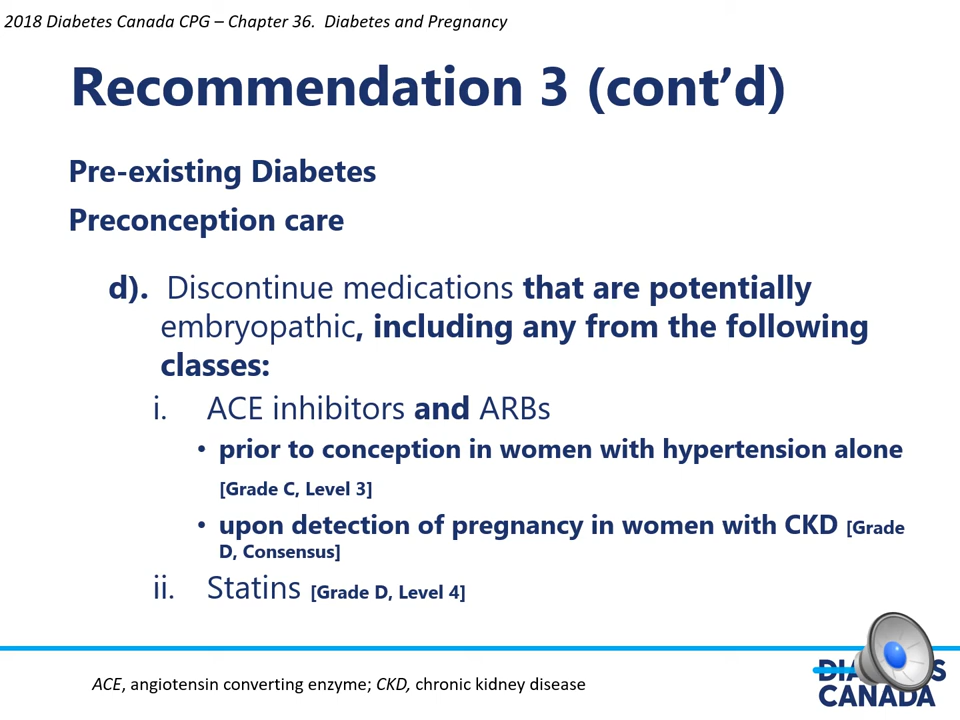 2018 Diabetes Canada CPG – Chapter 36. Diabetes and Pregnancy
Recommendation 3 (cont’d)
Pre-existing Diabetes
Preconception care
d). Discontinue medications that are potentially
embryopathic, including any from the following
classes:
i. ACE inhibitors and ARBs
• prior to conception in women with hypertension alone
[Grade C, Level 3]
• upon detection of pregnancy in women with CKD [Grade
D, Consensus]
ii. Statins [Grade D, Level 4]
ACE, angiotensin converting enzyme; CKD, chronic kidney disease
CANADA